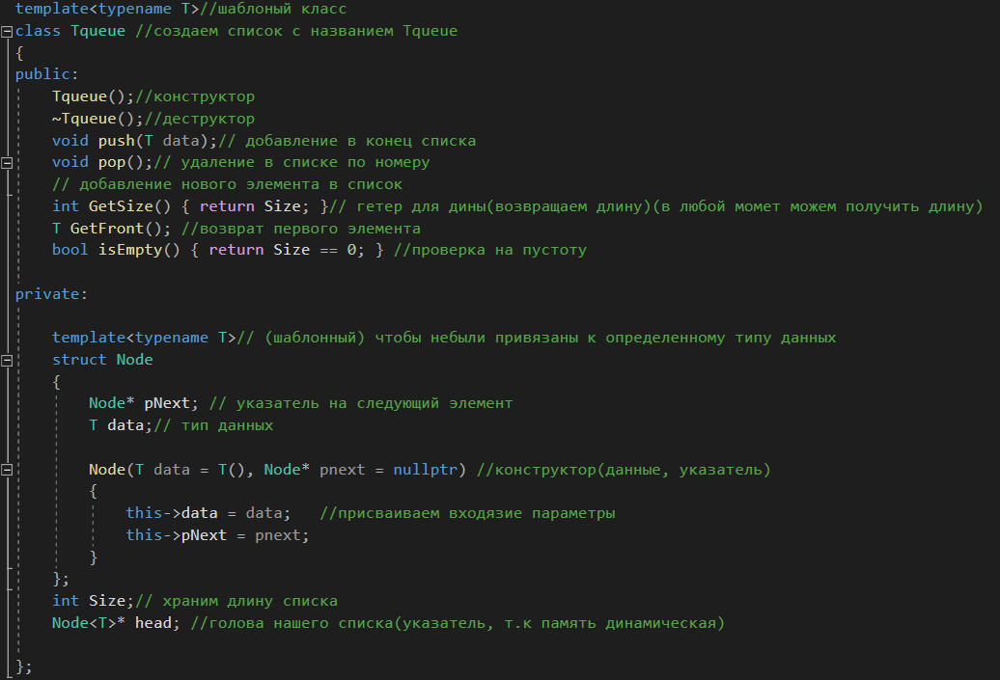 template<typename T>//шаблоный класс
class Tqueue //создаем список с названием Tqueue
{
public:
Tqueue();//конструктор
~Tqueue();//деструктор
void push(T data);// добавление в конец списка
void pop();// удаление в списке по номеру
// добавление нового элемента в список
int GetSize() { return Size; }// гетер для дины(возвращаем длину)(в любой момет можем получить длину)
T GetFront(); //возврат первого элемента
bool isEmpty() { return Size == 0; } //проверка на пустоту
private:
template<typename T>// (шаблонный) чтобы небыли привязаны к определенному типу данных
struct Node
{
Node* pNext; // указатель на следующий элемент
T data;// тип данных
Node(T data = T(), Node* pnext = nullptr) //конструктор(данные, указатель)
{
this->data = data;   //присваиваем входязие параметры
this->pNext = pnext;
}
};
int Size;// храним длину списка
Node<T>* head; //голова нашего списка(указатель, т.к память динамическая)
};